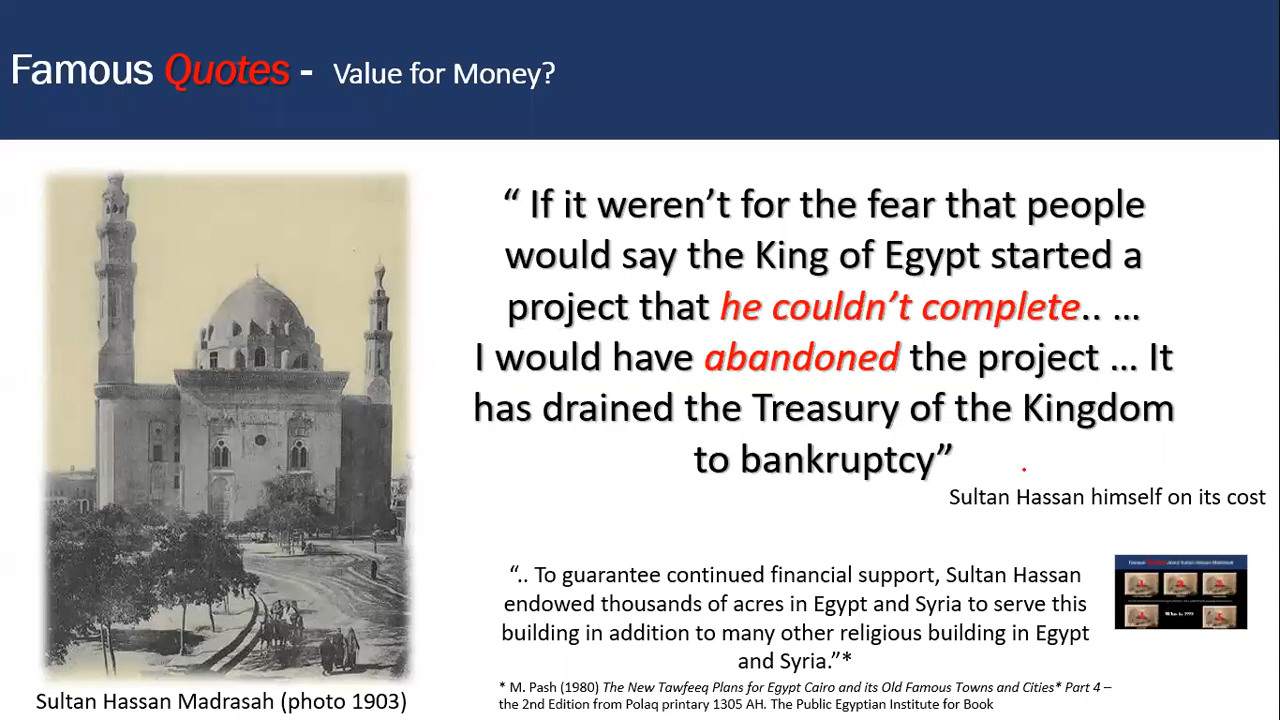 Famous Quotes - Value for Money?
“ If it weren’t for the fear that people
would say the King of Egypt started a
project that he couldn’t complete.. …
I would have abandoned the project … It
has drained the Treasury of the Kingdom
to bankruptcy”
Sultan Hassan himself on its cost
“.. To guarantee continued financial support, Sultan Hassan
endowed thousands of acres in Egypt and Syria to serve this
building in addition to many other religious building in Egypt
and Syria.”*
* M. Pash (1980) The New Tawfeeq Plans for Egypt Cairo and its Old Famous Towns and Cities* Part 4 –
the 2nd Edition from Polaq printary 1305 AH. The Public Egyptian Institute for Book
Sultan Hassan Madrasah (photo 1903)